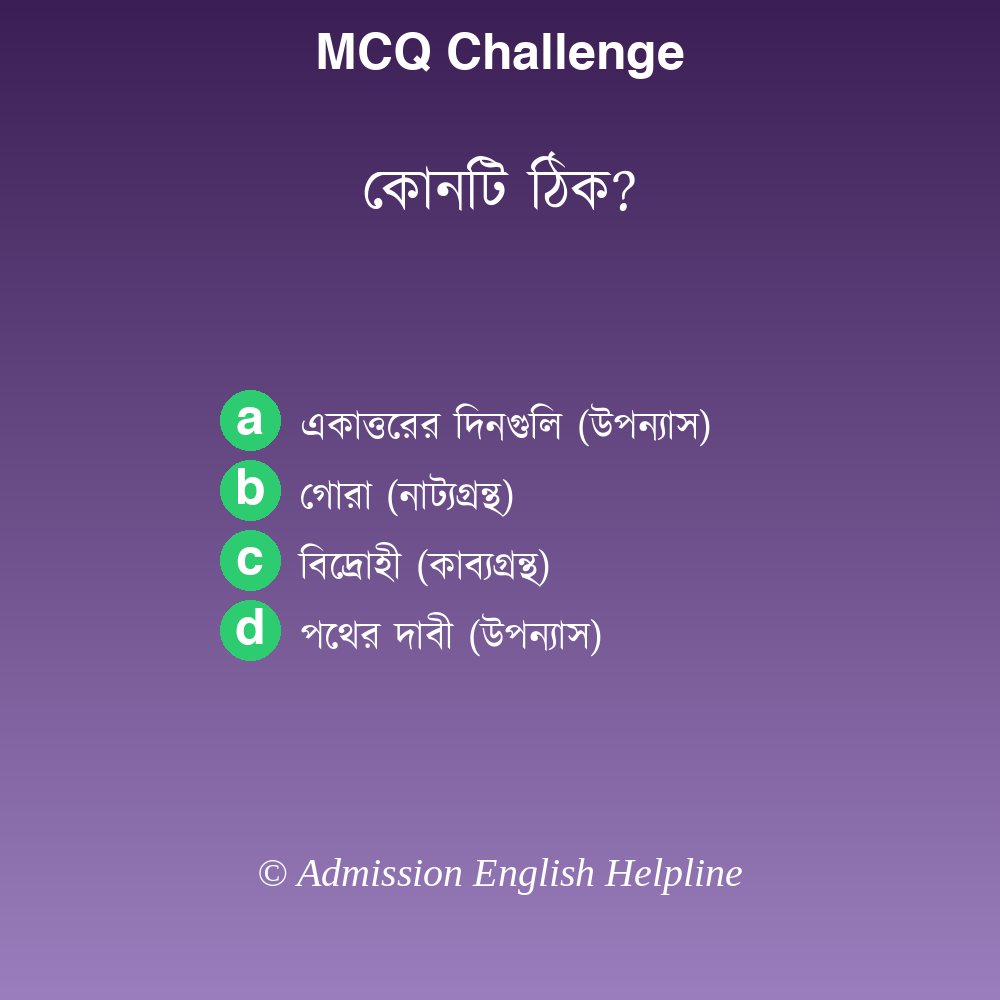 MCQ Challenge
কোনটি ঠিক?
a একাত্তরের দিনগুলি (উপন্যাস)
b গোরা (নাট্যগ্রন্থ)
c বিদ্রোহী (কাব্যগ্রন্থ)
d পথের দাবী (উপন্যাস)
© Admission English Helpline